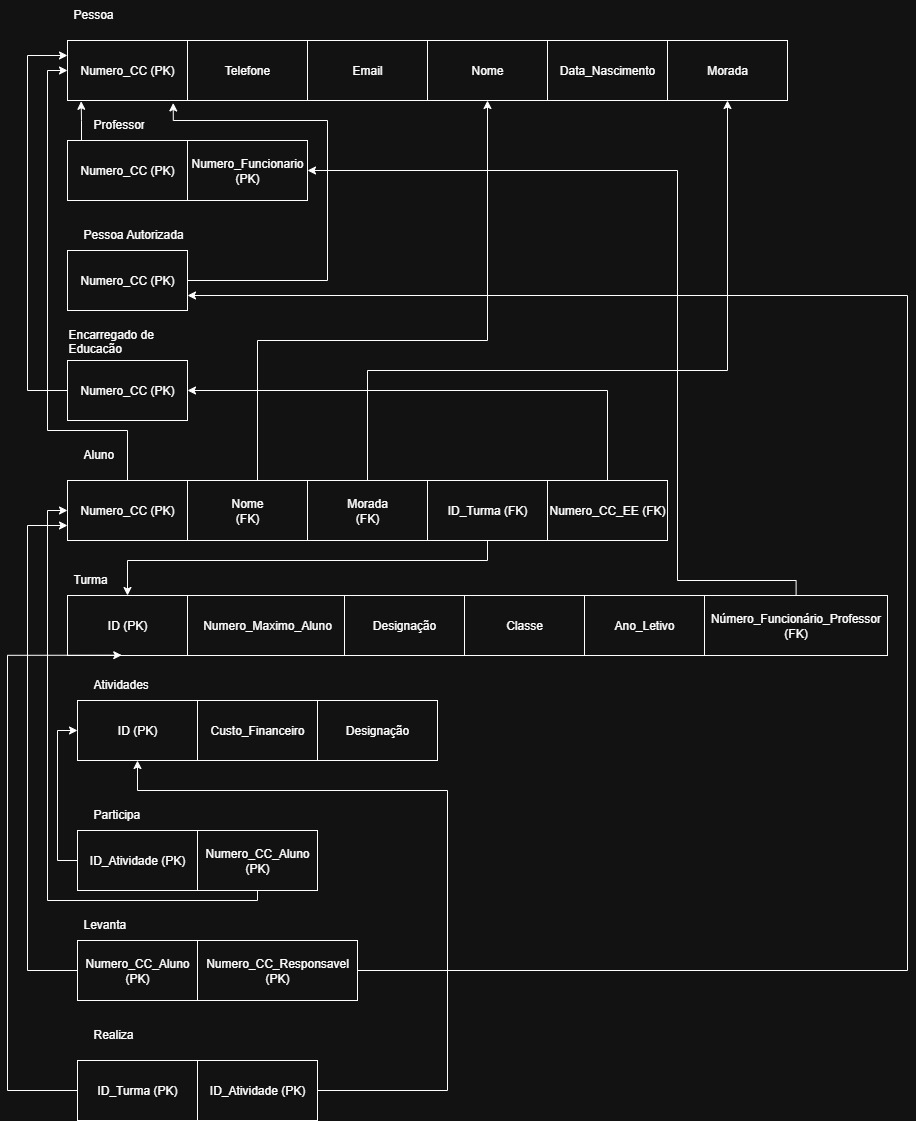 Pessoa
Numero_CC (PK)
Telefone
Email
Nome
Data_Nascimento
Morada
Professor
Numero_CC (PK)
Numero_Funcionario
(PK)
Pessoa Autorizada
Numero_CC (PK)
Encarregado de
Educacão
Numero_CC (PK)
Aluno
Numero_CC (PK)
Nome
(FK)
Morada
(FK)
ID_Turma (FK)
Numero_CC_EE (FK)
Turma
ID (PK)
Numero_Maximo_Aluno
Designação
Classe
Ano_Letivo
Número_Funcionário_Professor
(FK)
Atividades
ID (PK)
Custo_Financeiro
Designação
Participa
ID_Atividade (PK)
Numero_CC_Aluno
(PK)
Levanta
Numero_CC_Aluno
(PK)
Numero_CC_Responsavel
(PK)
Realiza
ID_Turma (PK)
ID_Atividade (PK)